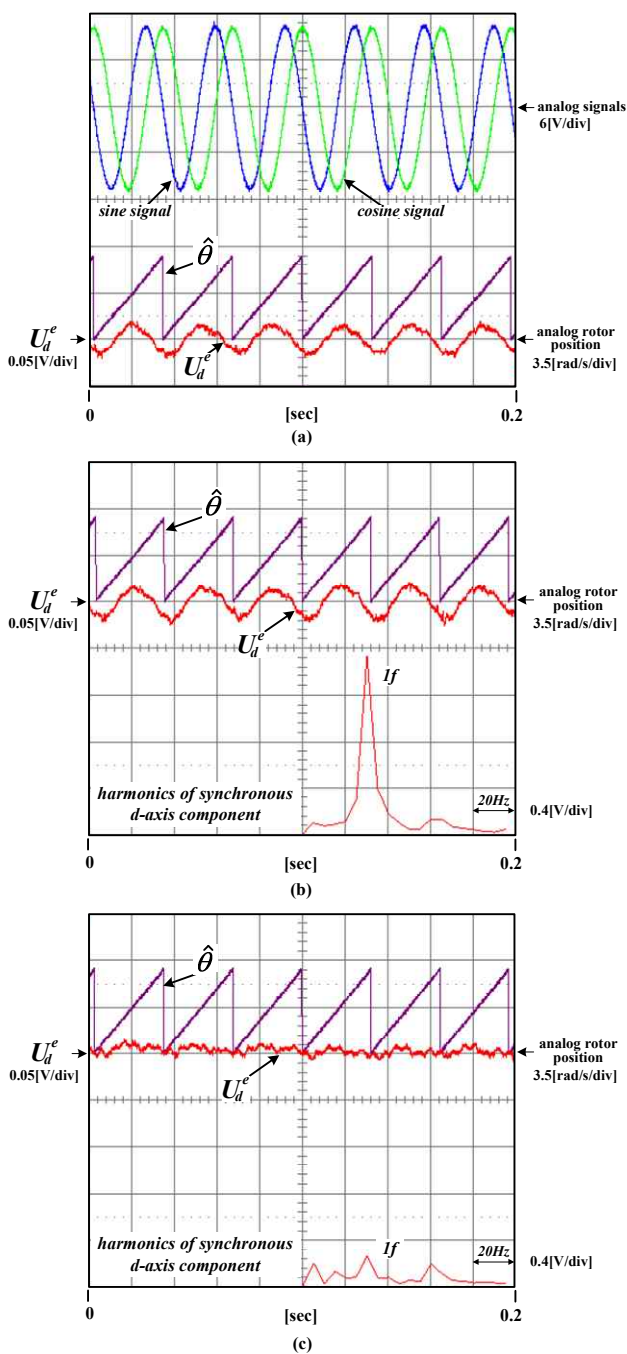 analog signals
6[V/div]
sine signal
cosine signal
θ̂
U_d^e
0.05[V/div]
U_d^e
analog rotor
position
3.5[rad/s/div]
0
[sec]
0.2
(a)
θ̂
U_d^e
0.05[V/div]
U_d^e
analog rotor
position
3.5[rad/s/div]
1f
harmonics of synchronous
d-axis component
20Hz
0.4[V/div]
0
[sec]
0.2
(b)
θ̂
U_d^e
0.05[V/div]
U_d^e
analog rotor
position
3.5[rad/s/div]
harmonics of synchronous
d-axis component
1f
20Hz
0.4[V/div]
0
[sec]
0.2
(c)